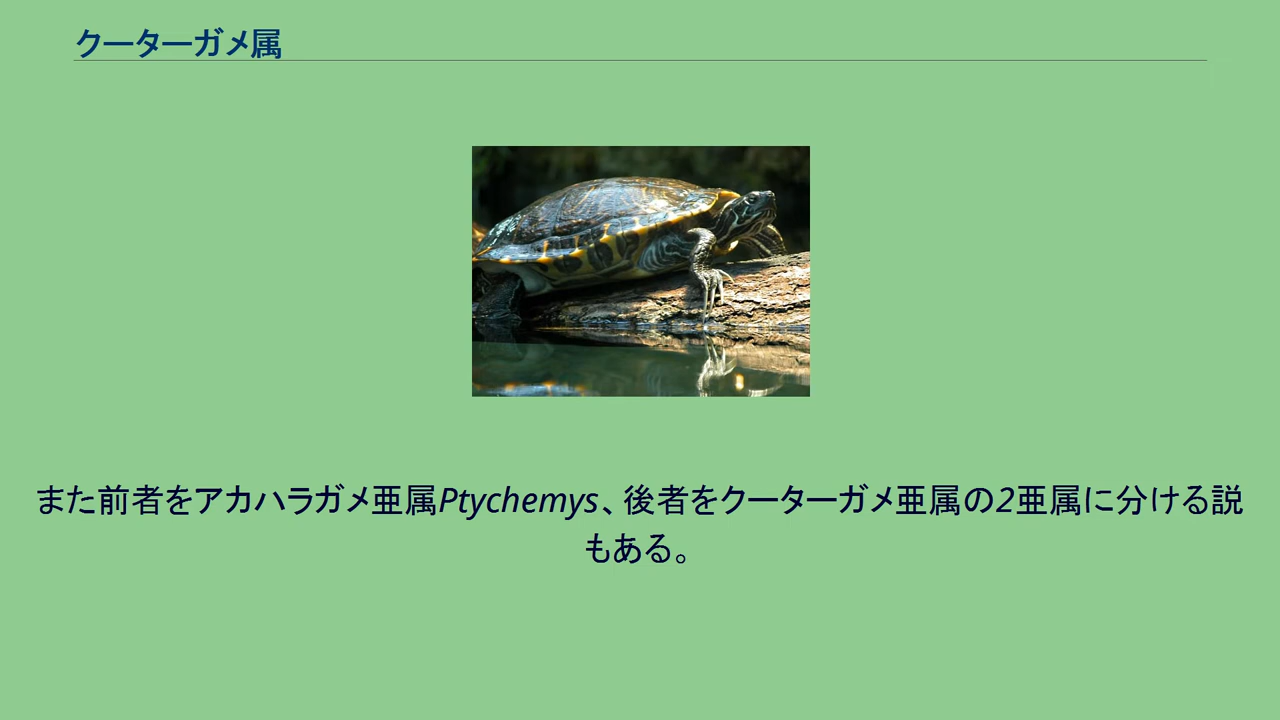 クーターガメ属
また前者をアカハラガメ亜属Ptychemys、後者をクーターガメ亜属の2亜属に分ける説
もある。